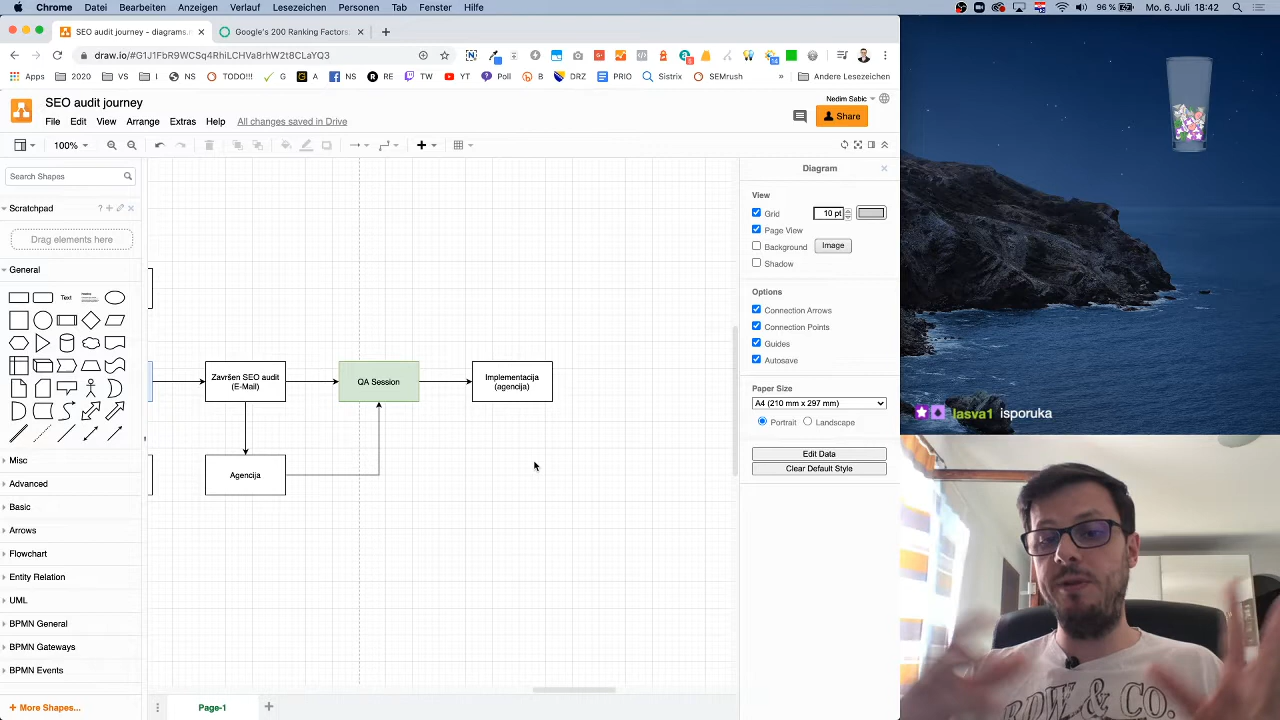 Chrome Datei Bearbeiten Anzeigen Verlauf Lesezeichen Personen Tab Fenster Hilfe
96 % Mo. 6. Juli 18:42
SEO audit journey - diagrams.n
Google's 200 Ranking Factors:
draw.io/#G1J1FbR9WCSq4RhiLCHVa8rhW2t8CLaYQ3
Apps 2020 VS NS TODO!!! G A NS RE TW YT Poll B DRZ PRIO Sistrix SEMrush » Andere Lesezeichen
SEO audit journey
Nedim Sabic
File Edit View Arrange Extras Help All changes saved in Drive
Share
100%
Search Shapes
Diagram
Scratchpad
View
Grid 10 pt
Drag elements here
Page View
Background Image
General
Shadow
Text
Options
Connection Arrows
Connection Points
Guides
Autosave
Završen SEO audit
(E-Mail)
QA Session
Implementacija
(agencija)
Paper Size
A4 (210 mm x 297 mm)
Portrait Landscape
lasva1 isporuka
Edit Data
Clear Default Style
Agencija
Misc
Advanced
Basic
Arrows
Flowchart
Entity Relation
UML
BPMN General
BPMN Gateways
BPMN Events
+ More Shapes...
Page-1
& CO.